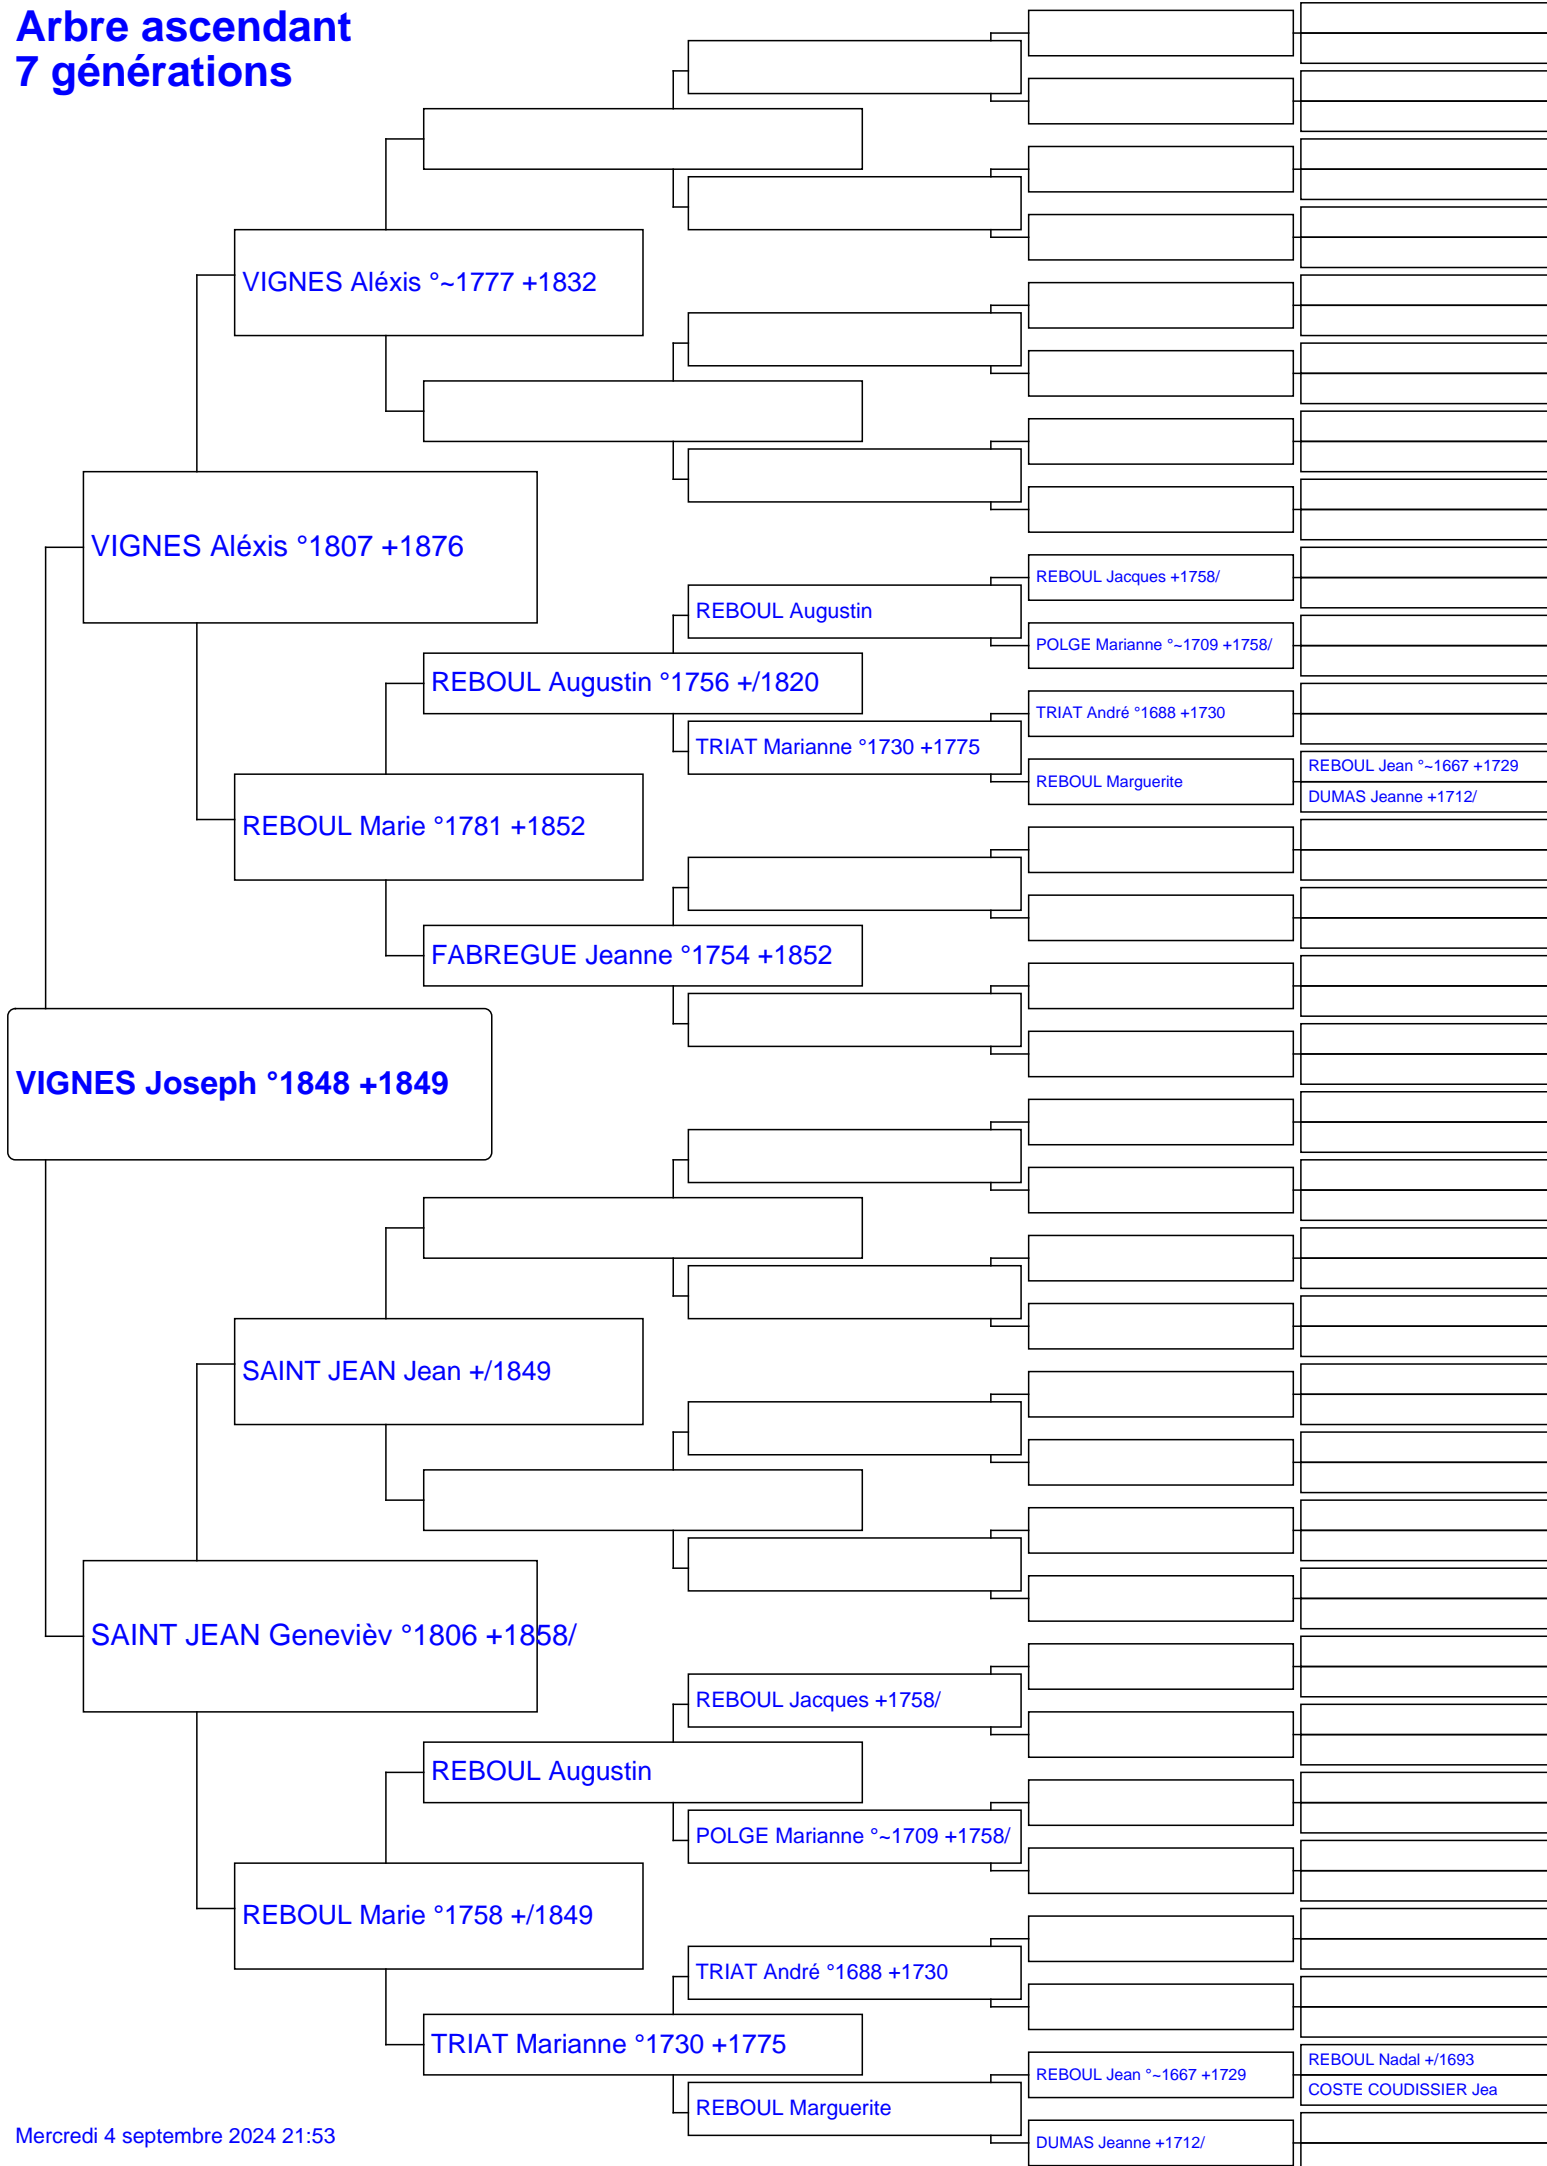 Arbre ascendant
7 générations
VIGNES Aléxis °~1777 +1832
VIGNES Aléxis °1807 +1876
REBOUL Jacques +1758/
REBOUL Augustin
POLGE Marianne °~1709 +1758/
REBOUL Augustin °1756 +/1820
TRIAT André °1688 +1730
TRIAT Marianne °1730 +1775
REBOUL Jean °~1667 +1729
REBOUL Marguerite
DUMAS Jeanne +1712/
REBOUL Marie °1781 +1852
FABREGUE Jeanne °1754 +1852
VIGNES Joseph °1848 +1849
SAINT JEAN Jean +/1849
SAINT JEAN Genevièv °1806 +1858/
REBOUL Jacques +1758/
REBOUL Augustin
POLGE Marianne °~1709 +1758/
REBOUL Marie °1758 +/1849
TRIAT André °1688 +1730
TRIAT Marianne °1730 +1775
REBOUL Nadal +/1693
REBOUL Jean °~1667 +1729
COSTE COUDISSIER Jea
REBOUL Marguerite
DUMAS Jeanne +1712/
Mercredi 4 septembre 2024 21:53